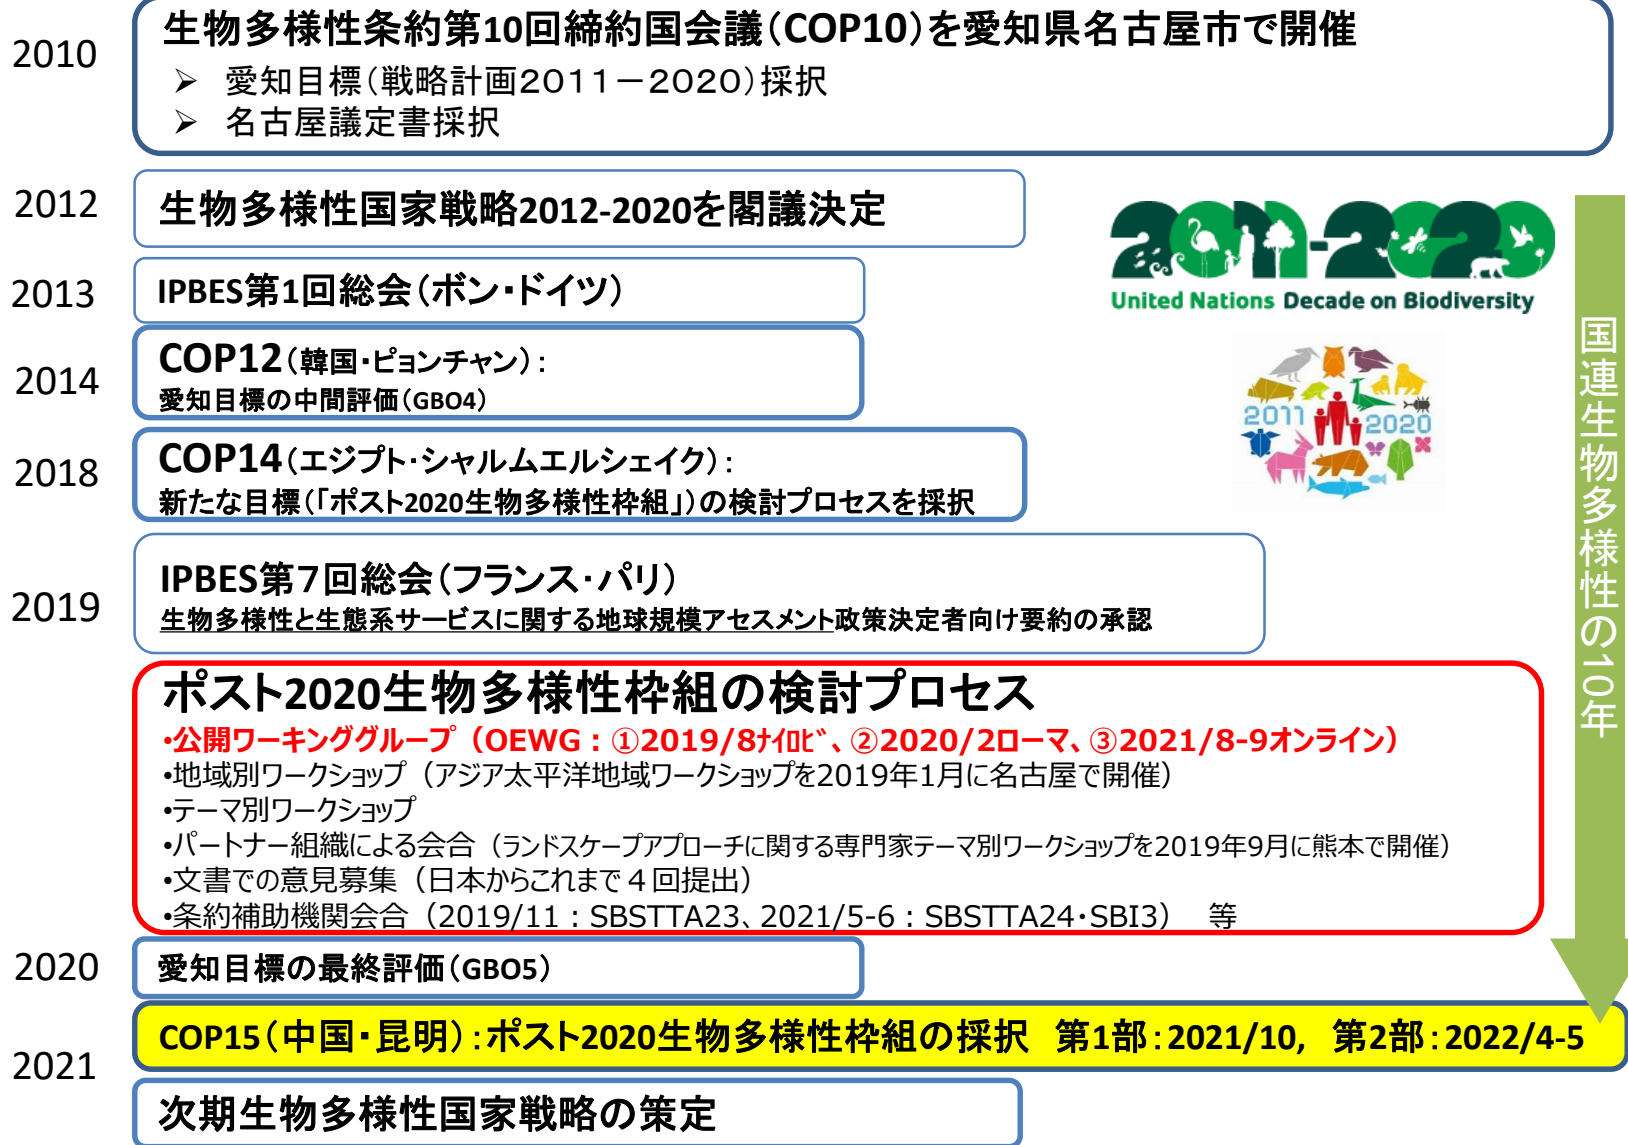 2010
生物多様性条約第10回締約国会議(COP10)を愛知県名古屋市で開催
➢ 愛知目標(戦略計画2011-2020)採択
➢ 名古屋議定書採択
2012
生物多様性国家戦略2012-2020を閣議決定
2011-2020
United Nations Decade on Biodiversity
2013
IPBES第1回総会(ボン・ドイツ)
2014
COP12(韓国・ピョンチャン):
愛知目標の中間評価(GBO4)
2011 2020
2018
COP14(エジプト・シャルムエルシェイク):
新たな目標(「ポスト2020生物多様性枠組」)の検討プロセスを採択
2019
IPBES第7回総会(フランス・パリ)
生物多様性と生態系サービスに関する地球規模アセスメント政策決定者向け要約の承認
国連生物多様性の10年
ポスト2020生物多様性枠組の検討プロセス
•公開ワーキンググループ(OEWG:①2019/8ﾅｲﾛﾋﾞ、②2020/2ローマ、③2021/8-9オンライン)
•地域別ワークショップ(アジア太平洋地域ワークショップを2019年1月に名古屋で開催)
•テーマ別ワークショップ
•パートナー組織による会合(ランドスケープアプローチに関する専門家テーマ別ワークショップを2019年9月に熊本で開催)
•文書での意見募集(日本からこれまで4回提出)
•条約補助機関会合(2019/11:SBSTTA23、2021/5-6:SBSTTA24・SBI3) 等
2020
愛知目標の最終評価(GBO5)
2021
COP15(中国・昆明):ポスト2020生物多様性枠組の採択 第1部:2021/10, 第2部:2022/4-5
次期生物多様性国家戦略の策定